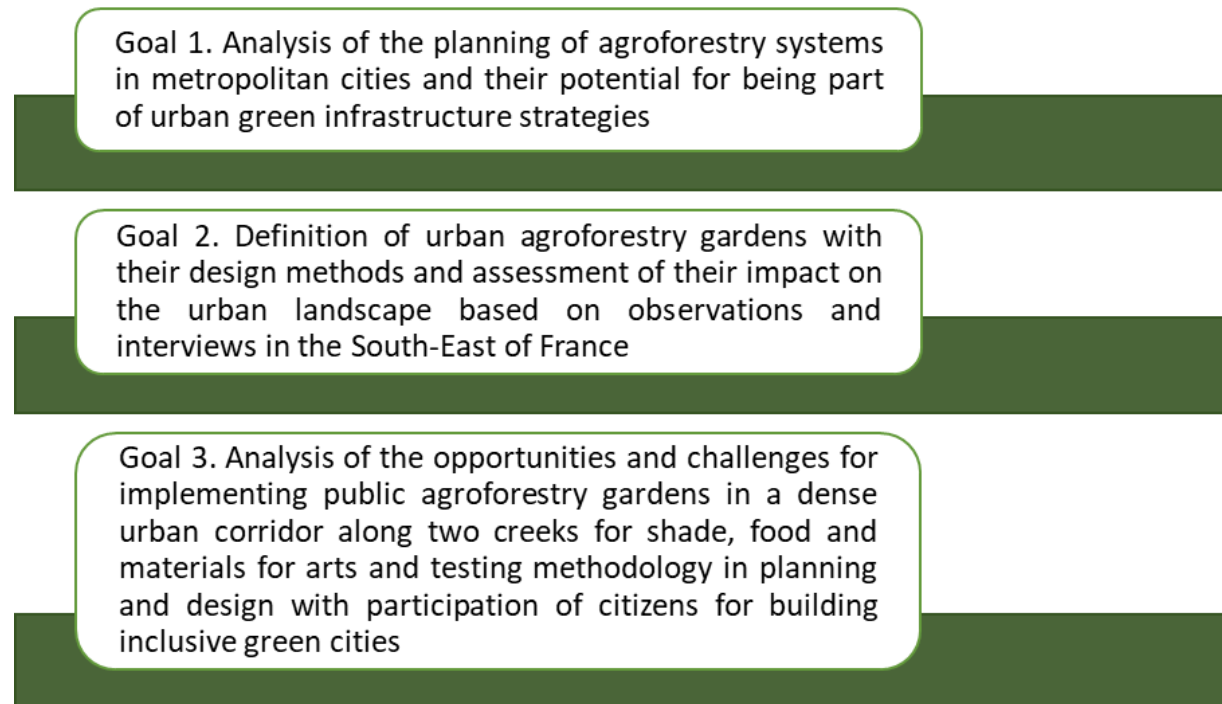 Goal 1. Analysis of the planning of agroforestry systems
in metropolitan cities and their potential for being part
of urban green infrastructure strategies
Goal 2. Definition of urban agroforestry gardens with
their design methods and assessment of their impact on
the urban landscape based on observations and
interviews in the South-East of France
Goal 3. Analysis of the opportunities and challenges for
implementing public agroforestry gardens in a dense
urban corridor along two creeks for shade, food and
materials for arts and testing methodology in planning
and design with participation of citizens for building
inclusive green cities